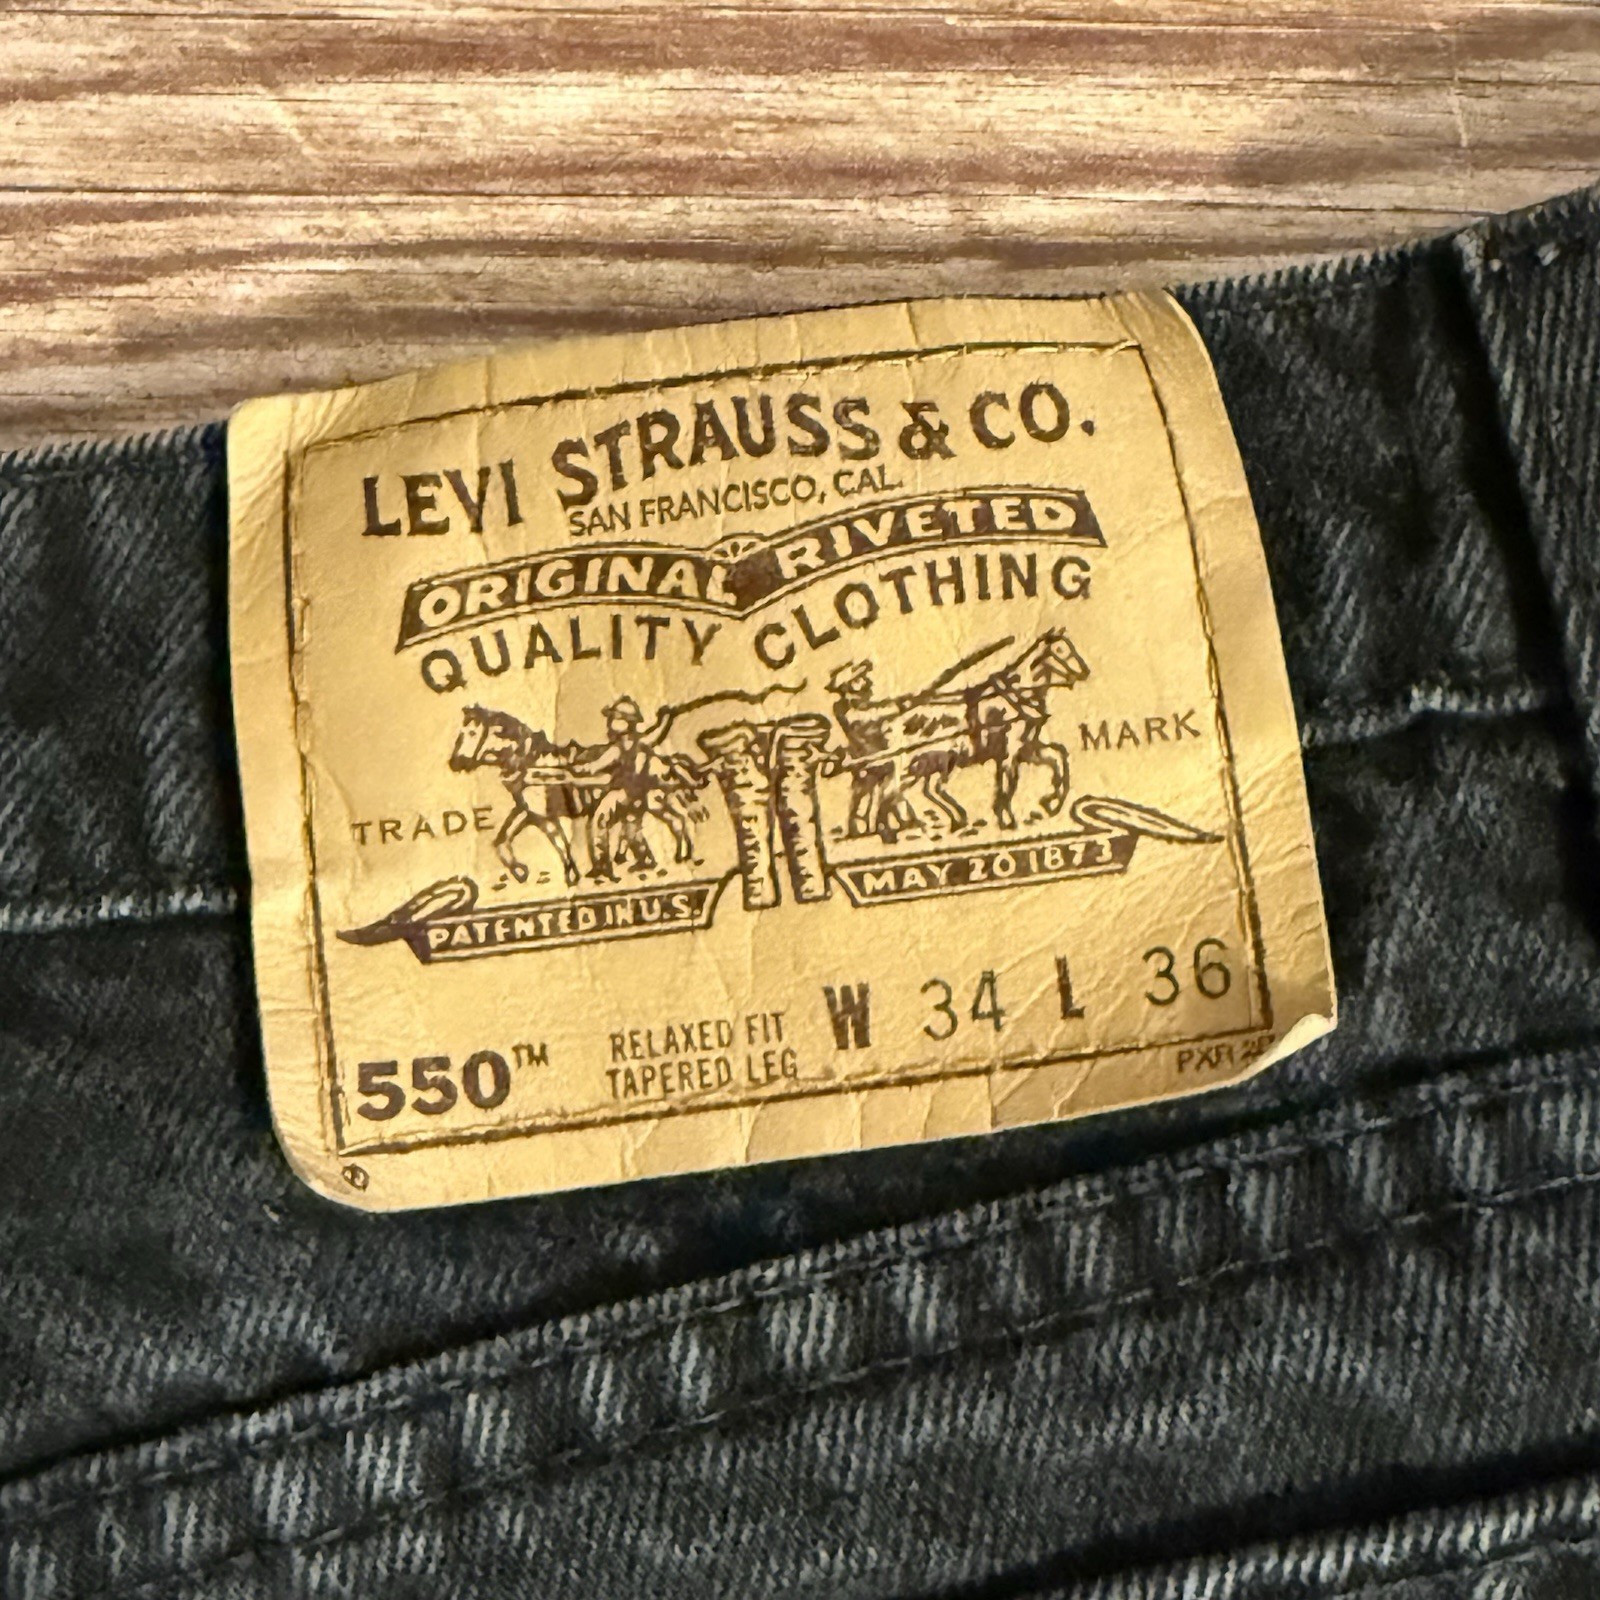 LEVI STRAUSS & CO.
SAN FRANCISCO, CAL.
ORIGINAL RIVETED
QUALITY CLOTHING
TRADE MARK
PATENTED IN U.S. MAY 20 1873
550™ RELAXED FIT W 34 L 36
TAPERED LEG
®